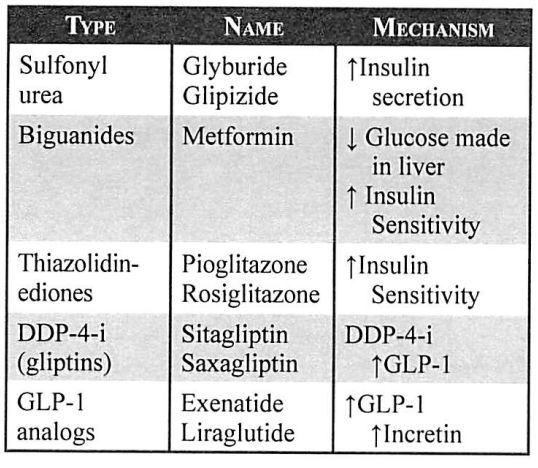 TYPE NAME MECHANISM
Sulfonyl Glyburide ↑Insulin
urea Glipizide secretion
Biguanides Metformin ↓ Glucose made
in liver
↑ Insulin
Sensitivity
Thiazolidin- Pioglitazone ↑Insulin
ediones Rosiglitazone Sensitivity
DDP-4-i Sitagliptin DDP-4-i
(gliptins) Saxagliptin ↑GLP-1
GLP-1 Exenatide ↑GLP-1
analogs Liraglutide ↑Incretin